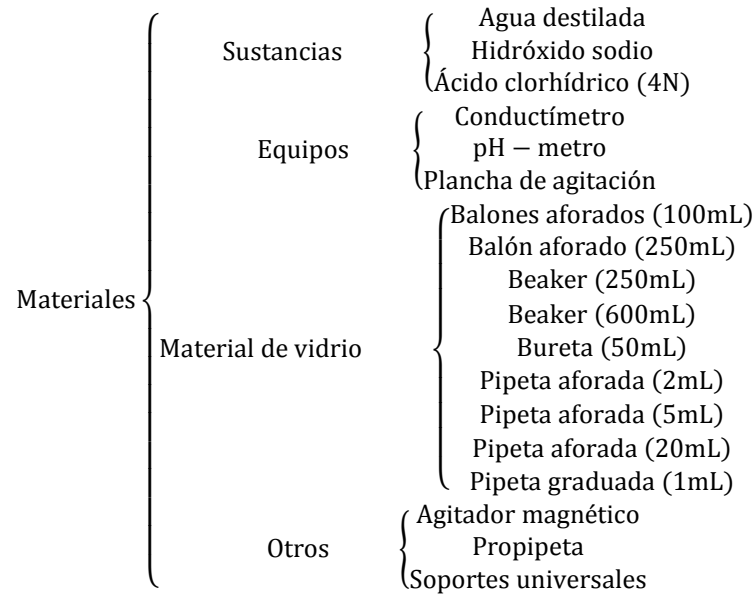 Materiales
Sustancias
Agua destilada
Hidróxido sodio
Ácido clorhídrico (4N)
Equipos
Conductímetro
pH − metro
Plancha de agitación
Material de vidrio
Balones aforados (100mL)
Balón aforado (250mL)
Beaker (250mL)
Beaker (600mL)
Bureta (50mL)
Pipeta aforada (2mL)
Pipeta aforada (5mL)
Pipeta aforada (20mL)
Pipeta graduada (1mL)
Otros
Agitador magnético
Propipeta
Soportes universales